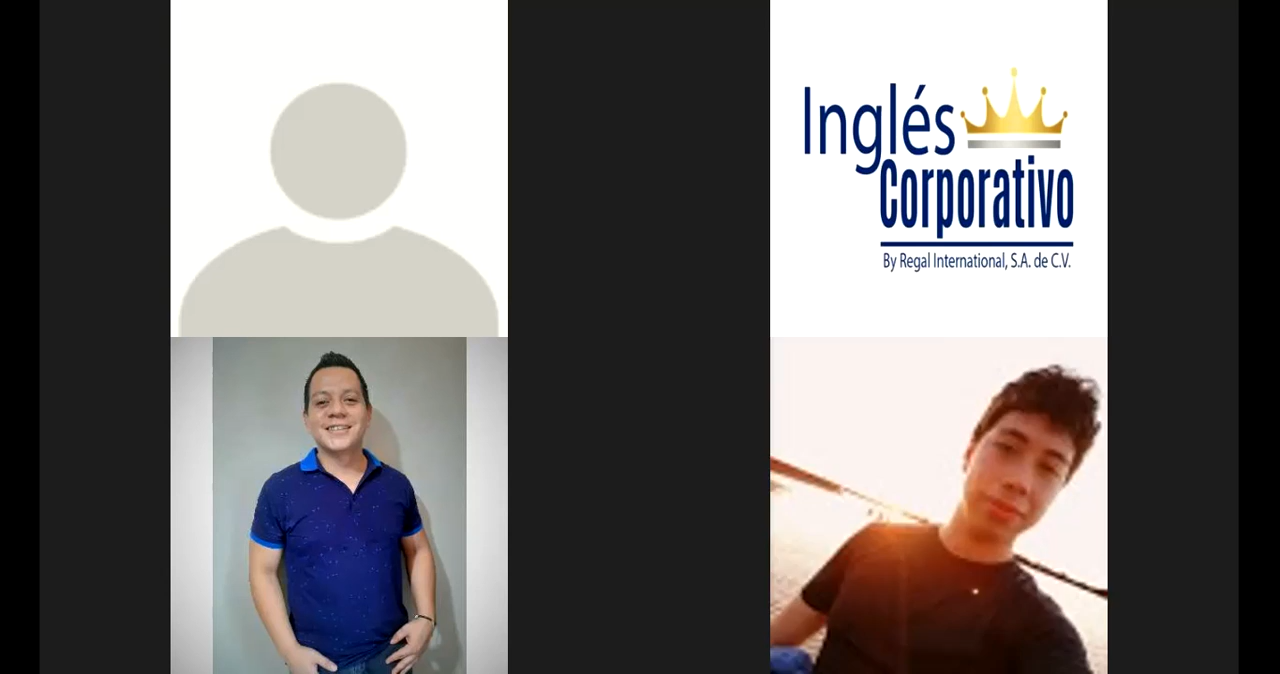 Inglés
Corporativo
By Regal International, S.A. de C.V.